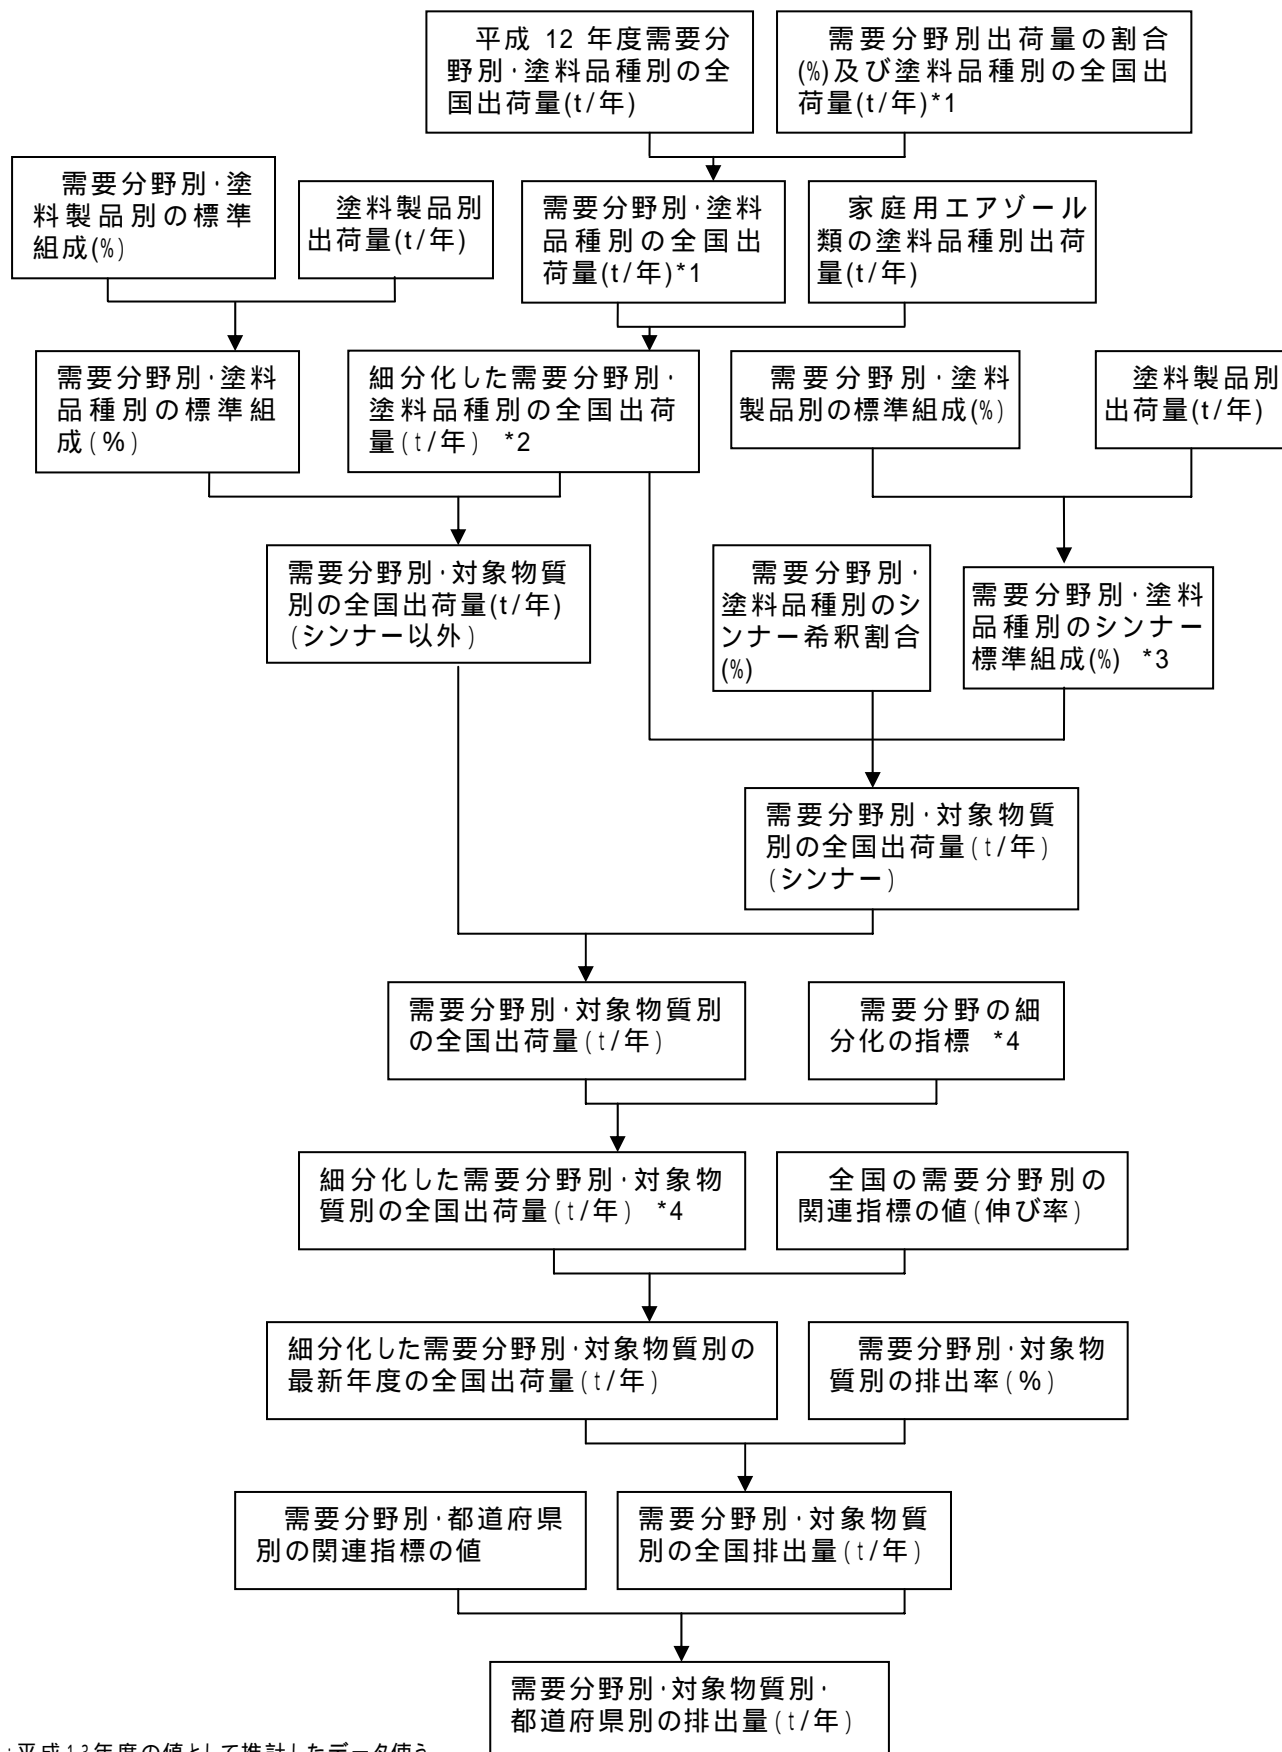 平成 12 年度需要分
野別・塗料品種別の全
国出荷量(t/年)
需要分野別出荷量の割合
(%)及び塗料品種別の全国出
荷量(t/年)*1
需要分野別・塗
料製品別の標準
組成(%)
塗料製品別
出荷量(t/年)
需要分野別・塗料
品種別の全国出
荷量(t/年)*1
家庭用エアゾール
類の塗料品種別出荷
量(t/年)
需要分野別・塗料
品種別の標準組
成(%)
細分化した需要分野別・
塗料品種別の全国出荷
量(t/年) *2
需要分野別・塗料
製品別の標準組成(%)
塗料製品別
出荷量(t/年)
需要分野別・対象物質
別の全国出荷量(t/年)
(シンナー以外)
需要分野別・
塗料品種別のシ
ンナー希釈割合
(%)
需要分野別・塗料
品種別のシンナー
標準組成(%) *3
需要分野別・対象物質
別の全国出荷量(t/年)
(シンナー)
需要分野別・対象物質別
の全国出荷量(t/年)
需要分野の細
分化の指標 *4
細分化した需要分野別・対象物
質別の全国出荷量(t/年) *4
全国の需要分野別の
関連指標の値(伸び率)
細分化した需要分野別・対象物質別の
最新年度の全国出荷量(t/年)
需要分野別・対象物
質別の排出率(%)
需要分野別・都道府県
別の関連指標の値
需要分野別・対象物質
別の全国排出量(t/年)
需要分野別・対象物質別・
都道府県別の排出量(t/年)
:平成13年度の値として推計したデータ使う